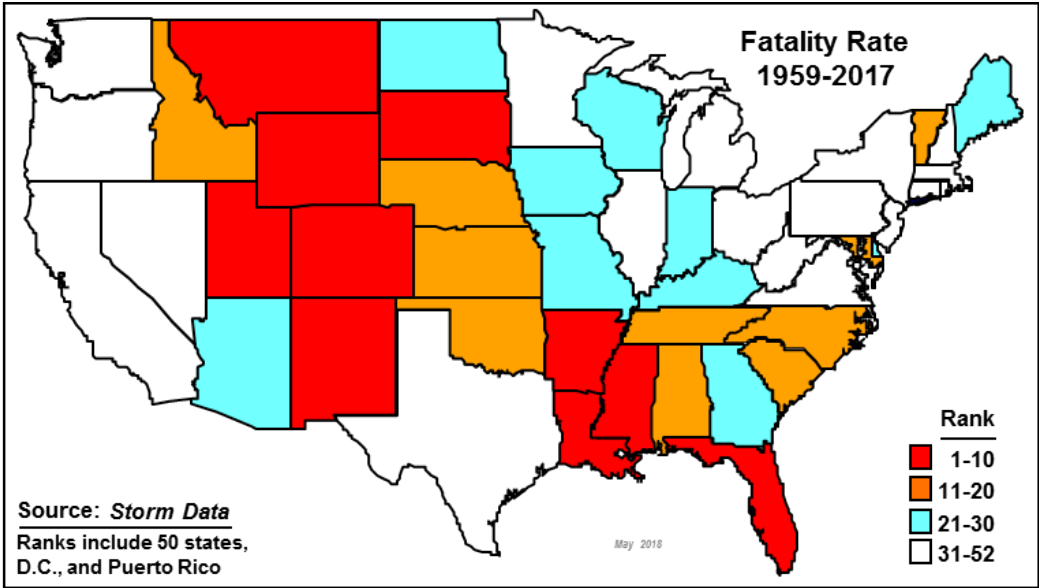 Fatality Rate
1959-2017
Rank
1-10
11-20
21-30
31-52
Source: Storm Data
Ranks include 50 states,
D.C., and Puerto Rico
May 2018